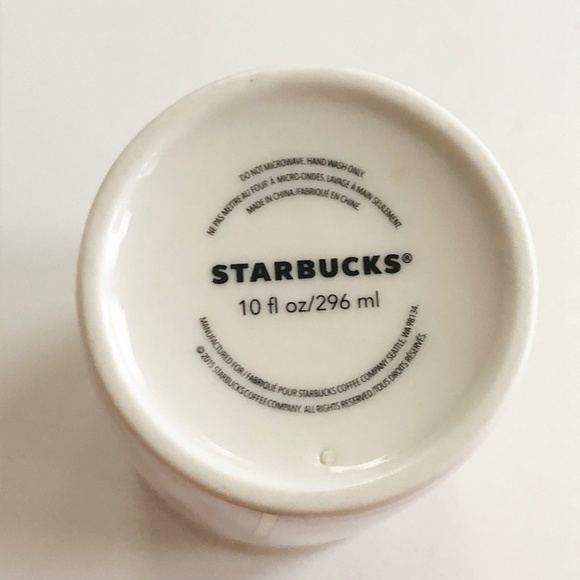 DO NOT MICROWAVE. HAND WASH ONLY.
NE PAS METTRE AU FOUR À MICRO-ONDES. LAVAGE À MAIN SEULEMENT.
MADE IN CHINA./FABRIQUÉ EN CHINE.
STARBUCKS®
10 fl oz/296 ml
MANUFACTURED FOR / FABRIQUÉ POUR STARBUCKS COFFEE COMPANY SEATTLE, WA 98134.
© 2015 STARBUCKS COFFEE COMPANY. ALL RIGHTS RESERVED./TOUS DROITS RÉSERVÉS.